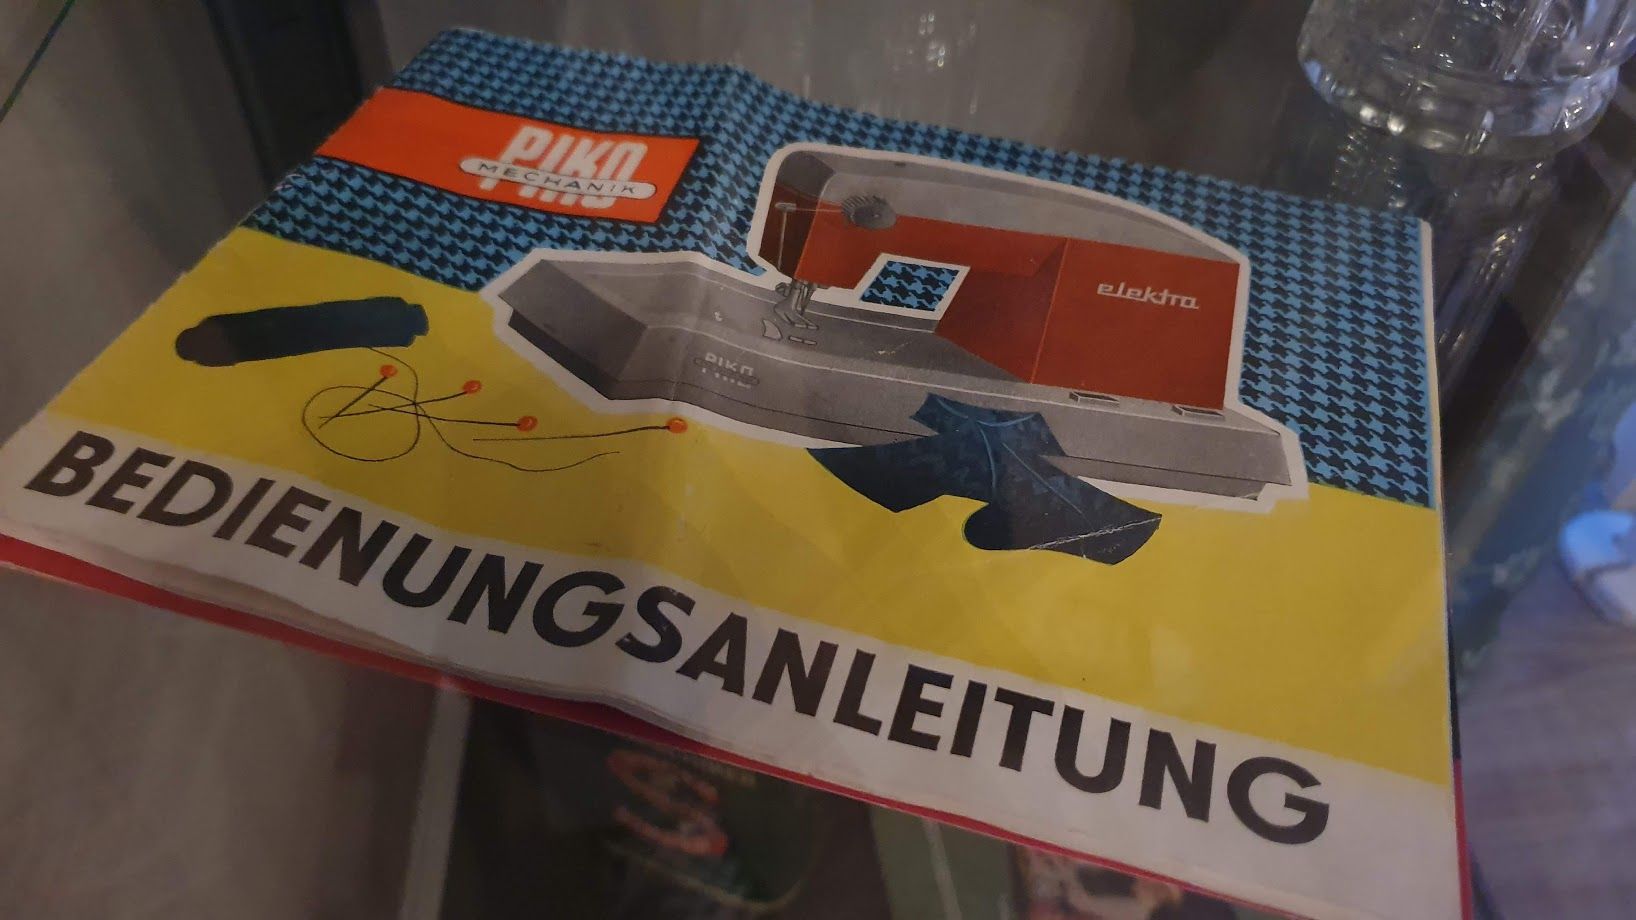 PIKO
MECHANIK
elektra
PIKO
BEDIENUNGSANLEITUNG